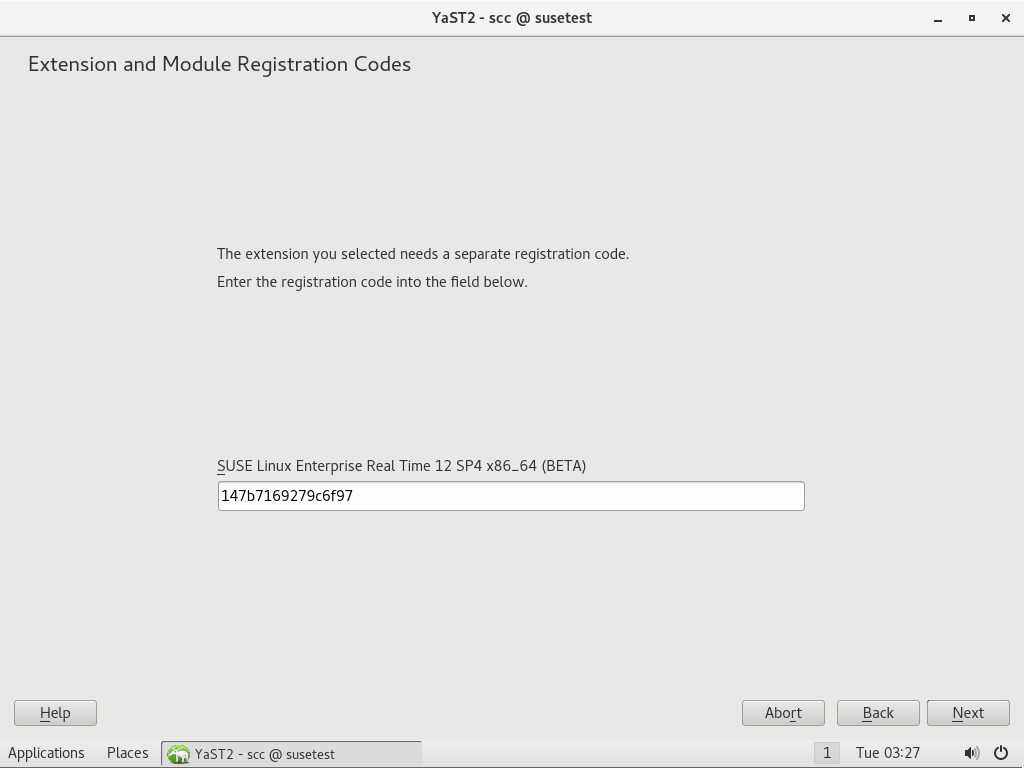 YaST2 - scc @ susetest
Extension and Module Registration Codes
The extension you selected needs a separate registration code.
Enter the registration code into the field below.
SUSE Linux Enterprise Real Time 12 SP4 x86_64 (BETA)
147b7169279c6f97
Help Abort Back Next
Applications Places YaST2 - scc @ susetest 1 Tue 03:27